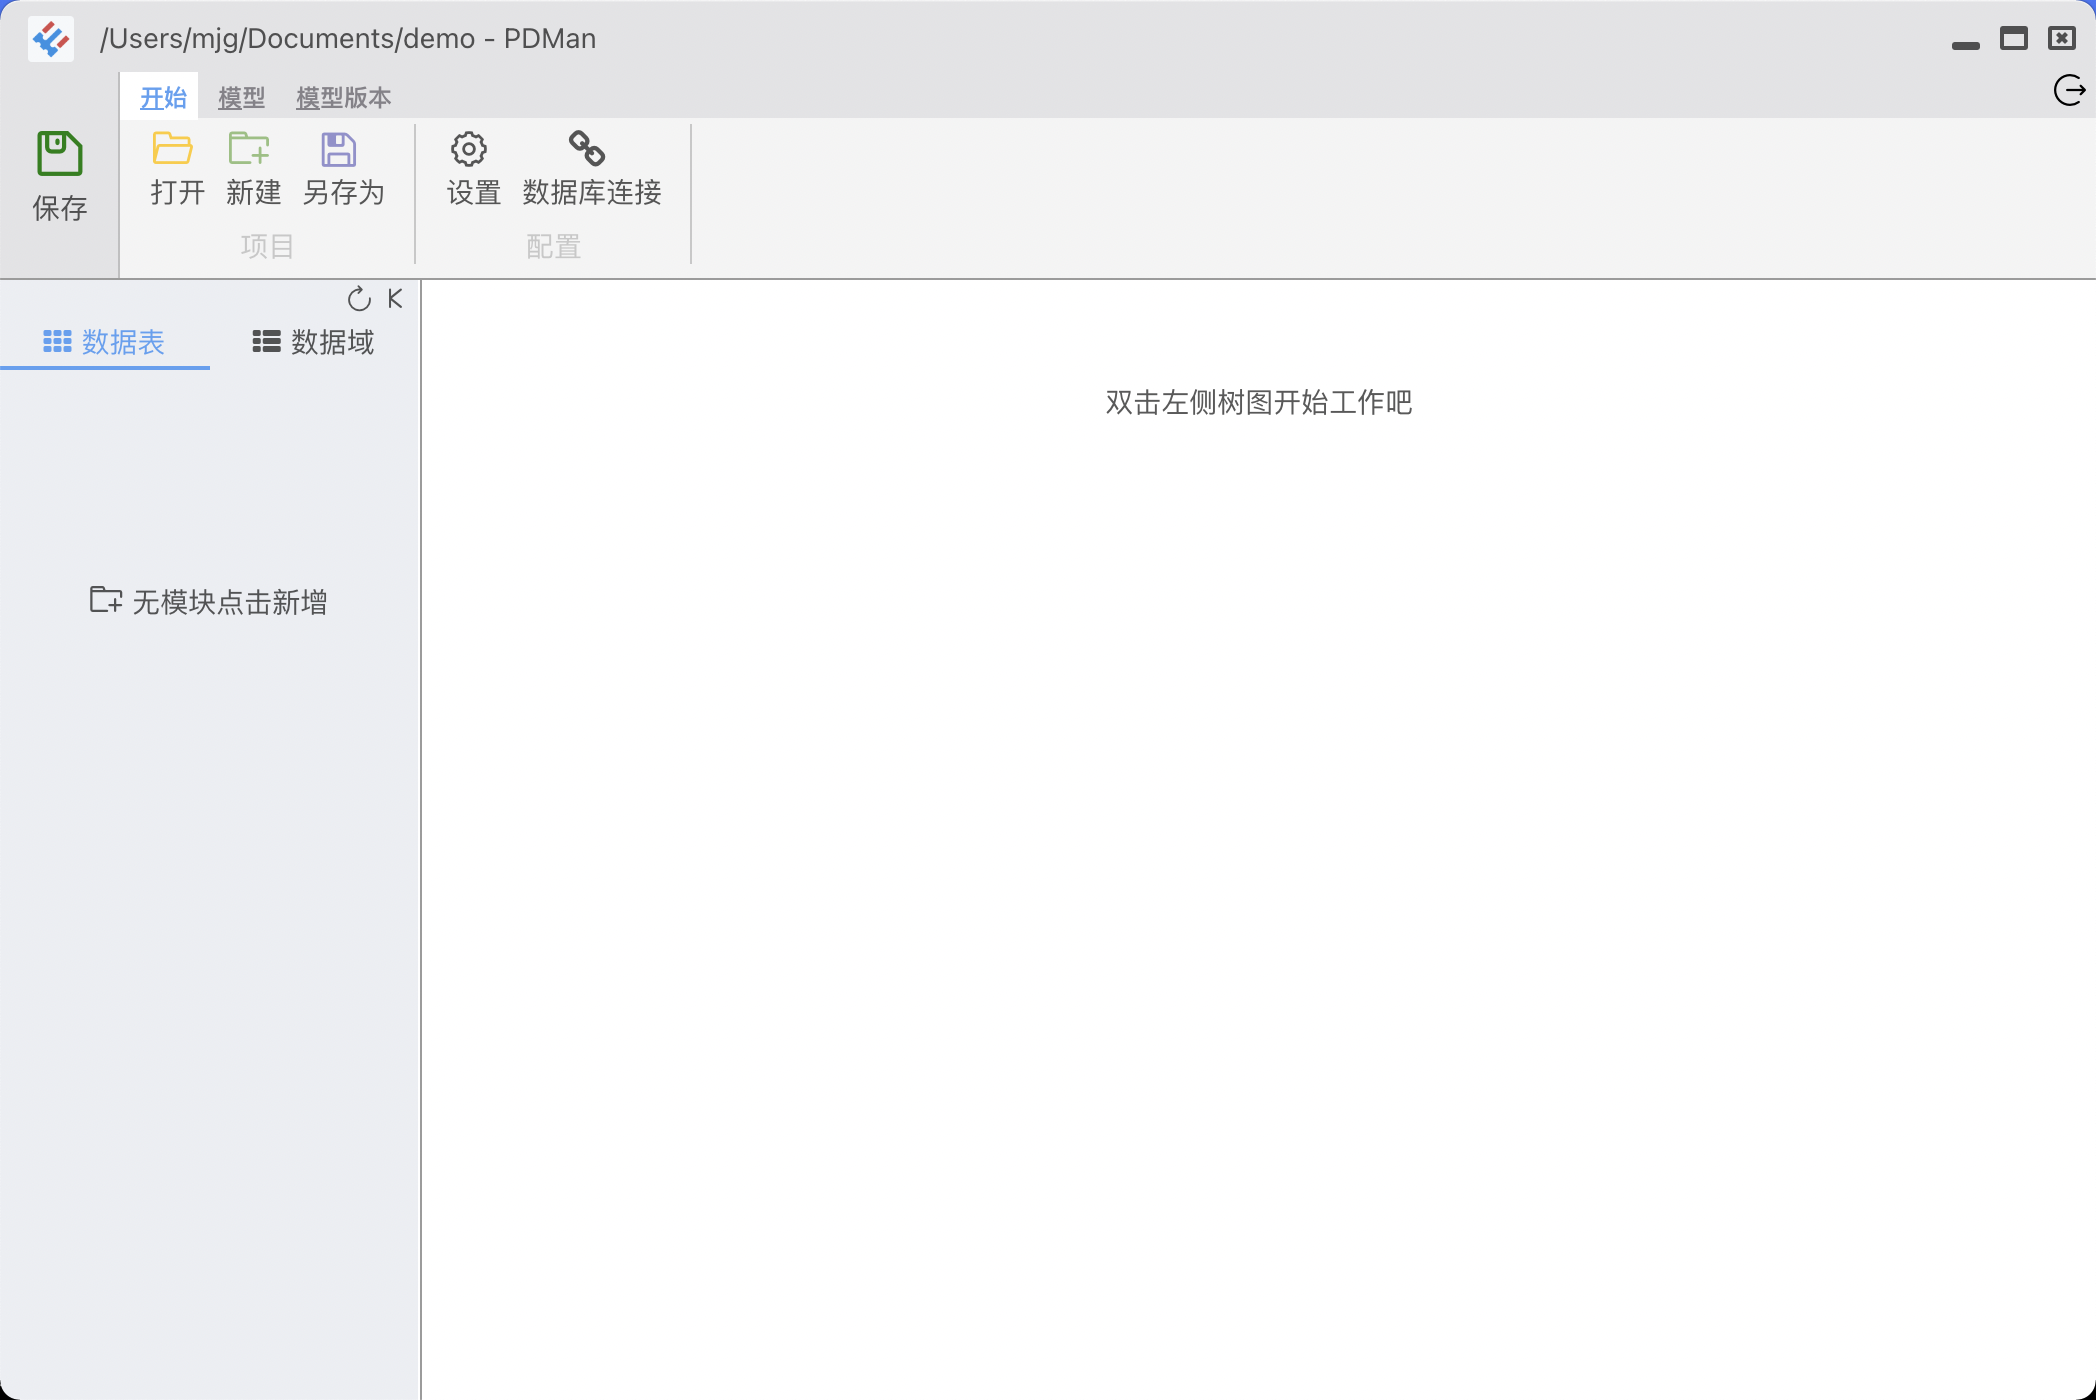 /Users/mjg/Documents/demo - PDMan
开始 模型 模型版本
保存
打开 新建 另存为 设置 数据库连接
项目 配置
数据表 数据域
双击左侧树图开始工作吧
无模块点击新增